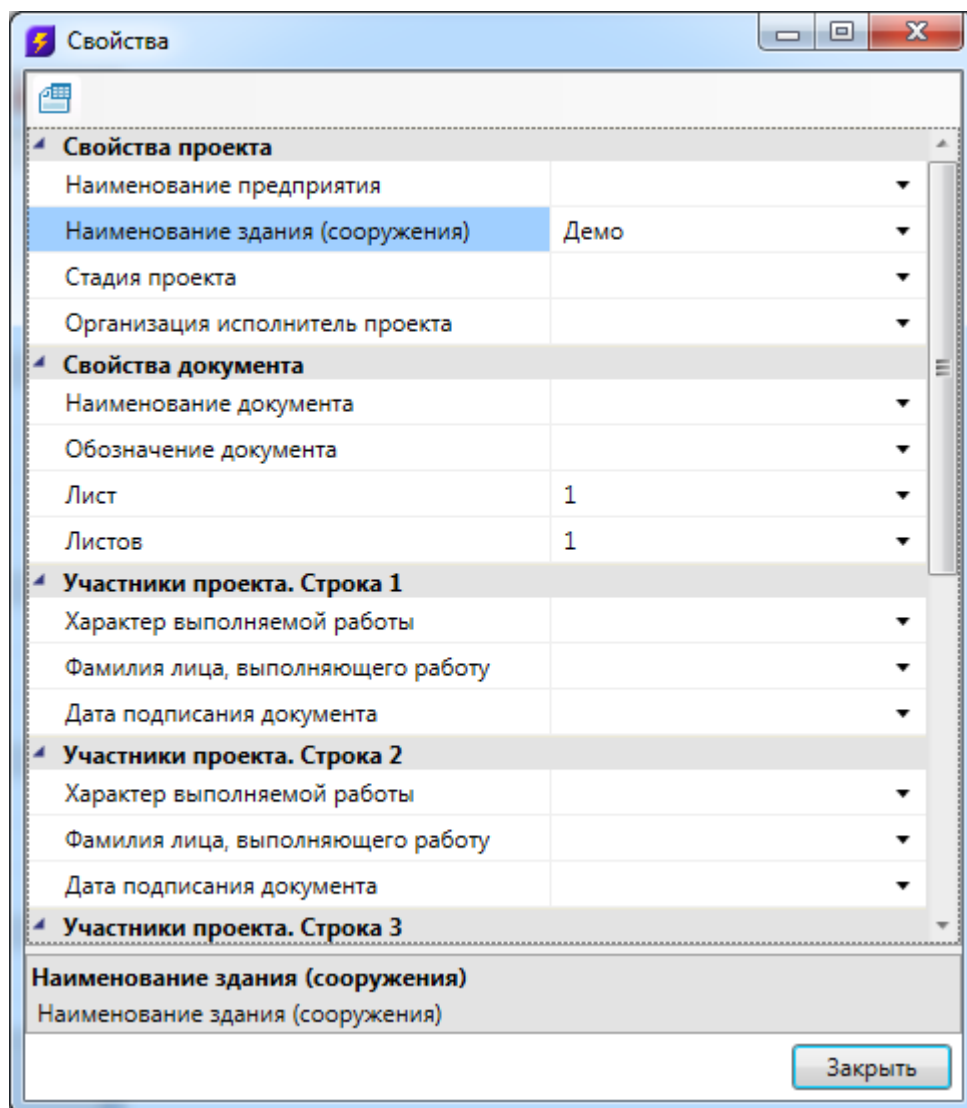 Свойства
Свойства проекта
Наименование предприятия
Наименование здания (сооружения) Демо
Стадия проекта
Организация исполнитель проекта
Свойства документа
Наименование документа
Обозначение документа
Лист 1
Листов 1
Участники проекта. Строка 1
Характер выполняемой работы
Фамилия лица, выполняющего работу
Дата подписания документа
Участники проекта. Строка 2
Характер выполняемой работы
Фамилия лица, выполняющего работу
Дата подписания документа
Участники проекта. Строка 3
Наименование здания (сооружения)
Наименование здания (сооружения)
Закрыть